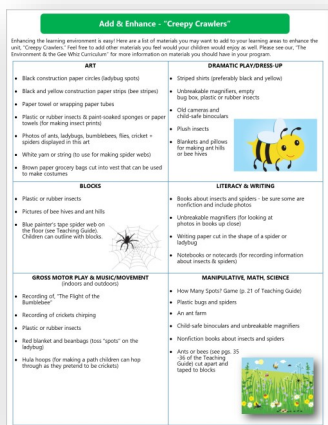 Add & Enhance - "Creepy Crawlers"
Enhancing the learning environment is easy! Here are a list of materials you may want to add to your learning areas to enhance the
unit, "Creepy Crawlers." Feel free to add other materials you feel would your children would enjoy as well. Please see our, "The
Environment & the Gee Whiz Curriculum" for more information on materials you should have in your program.
ART
• Black construction paper circles (ladybug spots)
• Black and yellow construction paper strips (bee stripes)
• Paper towel or wrapping paper tubes
• Plastic or rubber insects & paint-soaked sponges or paper
towels (for making insect prints)
• Photos of ants, ladybugs, bumblebees, flies, cricket +
spiders displayed in this art
• White yarn or string (to use for making spider webs)
• Brown paper grocery bags cut into vest that can be used
to make costumes
DRAMATIC PLAY/DRESS-UP
• Striped shirts (preferably black and yellow)
• Unbreakable magnifiers, empty
bug box, plastic or rubber insects
• Old cameras and
child-safe binoculars
• Plush insects
• Blankets and pillows
for making ant hills
or bee hives
BLOCKS
• Plastic or rubber insects
• Pictures of bee hives and ant hills
• Blue painter's tape spider web on
the floor (see Teaching Guide).
Children can outline with blocks.
LITERACY & WRITING
• Books about insects and spiders - be sure some are
nonfiction and include photos
• Unbreakable magnifiers (for looking at
photos in books up close)
• Writing paper cut in the shape of a spider or
ladybug
• Notebooks or notecards (for recording information
about insects & spiders)
GROSS MOTOR PLAY & MUSIC/MOVEMENT
(indoors and outdoors)
• Recording of, "The Flight of the
Bumblebee"
• Recording of crickets chirping
• Plastic or rubber insects
• Red blanket and beanbags (toss "spots" on the
ladybug)
• Hula hoops (for making a path children can hop
through as they pretend to be crickets)
MANIPULATIVE, MATH, SCIENCE
• How Many Spots? Game (p. 21 of Teaching Guide)
• Plastic bugs and spiders
• An ant farm
• Child-safe binoculars and unbreakable magnifiers
• Nonfiction books about insects and spiders
• Ants or bees (see pgs. 35
-36 of the Teaching
Guide) cut apart and
taped to blocks